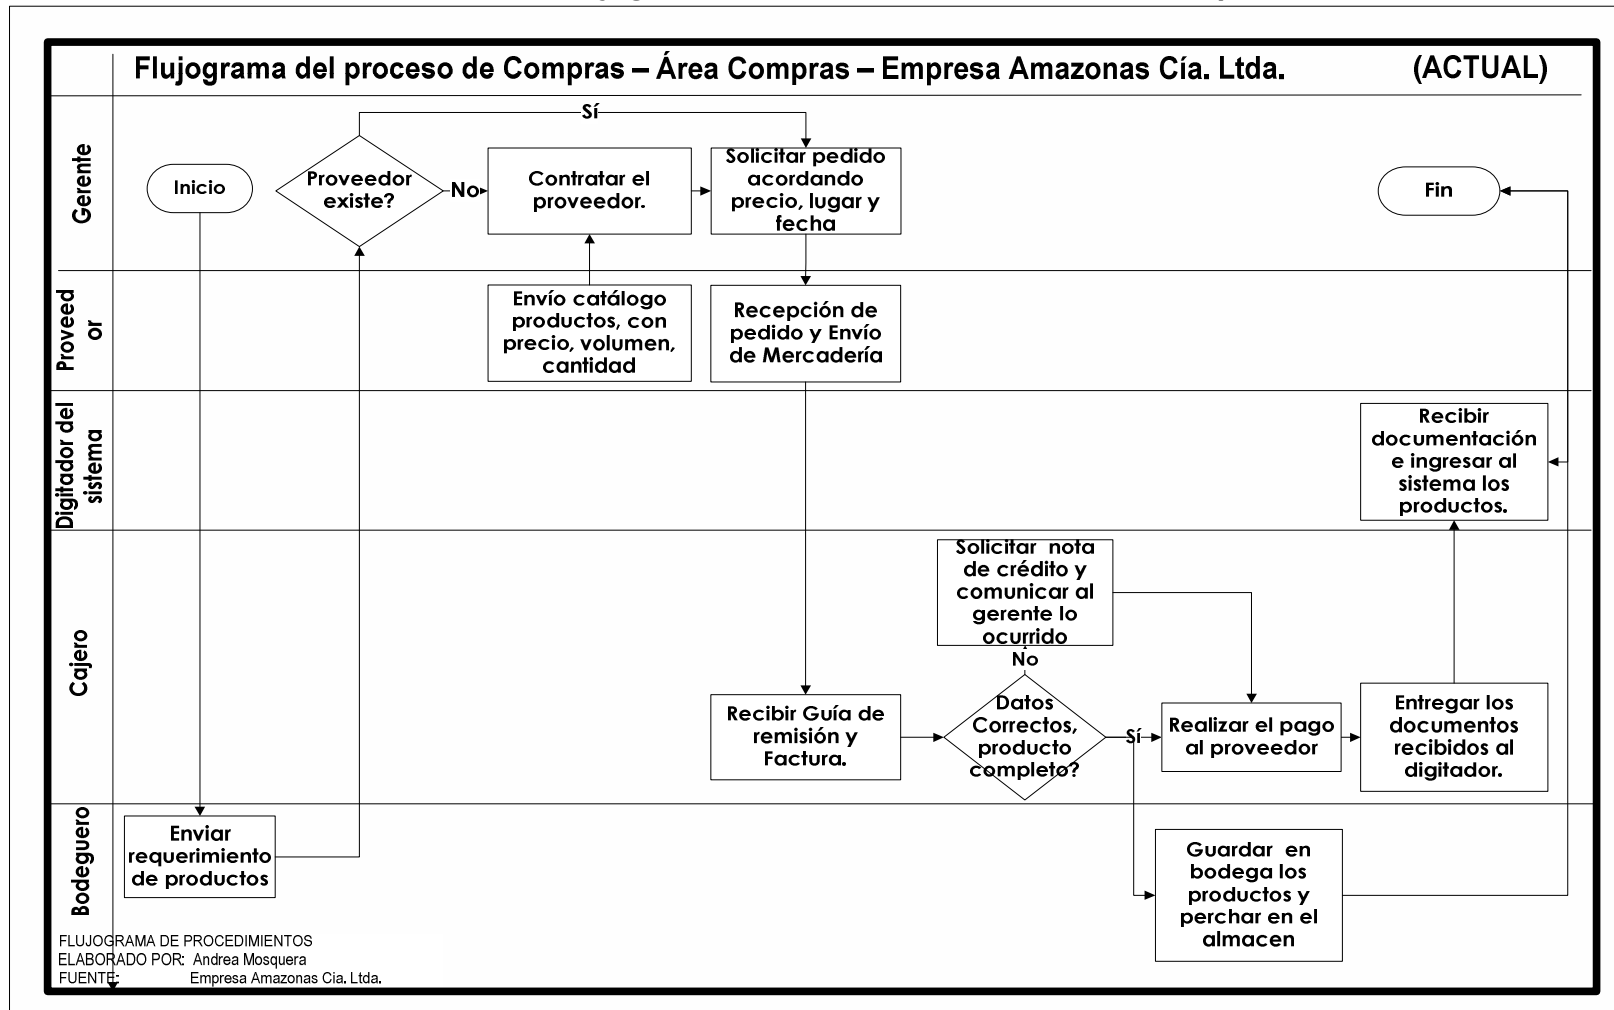 Flujograma del proceso de Compras – Área Compras – Empresa Amazonas Cía. Ltda. (ACTUAL)
Gerente
Inicio
Proveedor
existe?
Sí
No
Contratar el
proveedor.
Solicitar pedido
acordando
precio, lugar y
fecha
Fin
Proveed
or
Envío catálogo
productos, con
precio, volumen,
cantidad
Recepción de
pedido y Envío
de Mercadería
Digitador del
sistema
Recibir
documentación
e ingresar al
sistema los
productos.
Cajero
Solicitar nota
de crédito y
comunicar al
gerente lo
ocurrido
No
Recibir Guía de
remisión y
Factura.
Datos
Correctos,
producto
completo?
Sí
Realizar el pago
al proveedor
Entregar los
documentos
recibidos al
digitador.
Bodeguero
Enviar
requerimiento
de productos
Guardar en
bodega los
productos y
perchar en el
almacen
FLUJOGRAMA DE PROCEDIMIENTOS
ELABORADO POR: Andrea Mosquera
FUENTE: Empresa Amazonas Cia. Ltda.